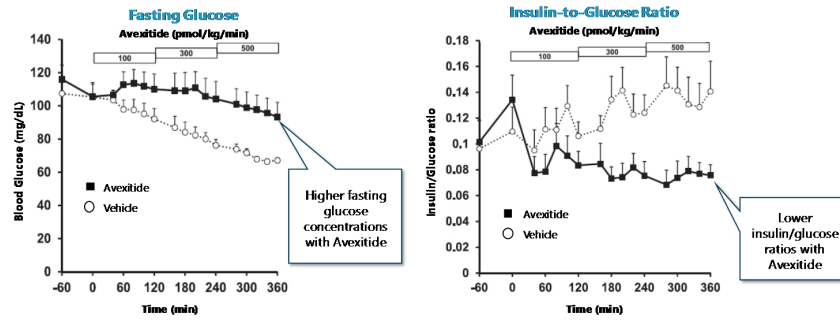 Fasting Glucose
Avexitide (pmol/kg/min)
500
300
100
140
120
100
80
60
40
20
0
Blood Glucose (mg/dL)
Avexitide
Vehicle
-60 0 60 120 180 240 300 360
Time (min)
Higher fasting
glucose
concentrations
with Avexitide
Insulin-to-Glucose Ratio
Avexitide (pmol/kg/min)
500
300
100
0.18
0.16
0.14
0.12
0.1
0.08
0.06
0.04
0.02
0
Insulin/Glucose ratio
Avexitide
Vehicle
-60 0 60 120 180 240 300 360
Time (min)
Lower
insulin/glucose
ratios with
Avexitide